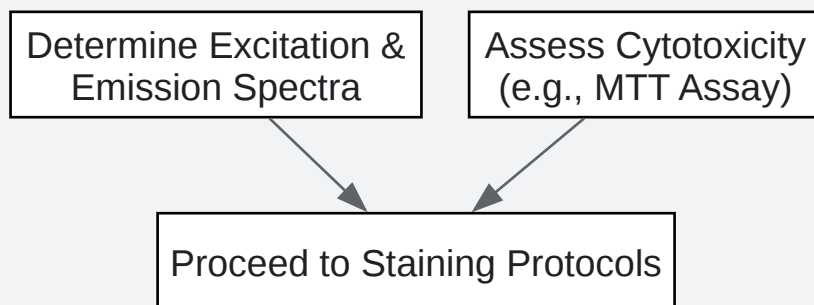 Determine Excitation &
Emission Spectra
Assess Cytotoxicity
(e.g., MTT Assay)
Proceed to Staining Protocols